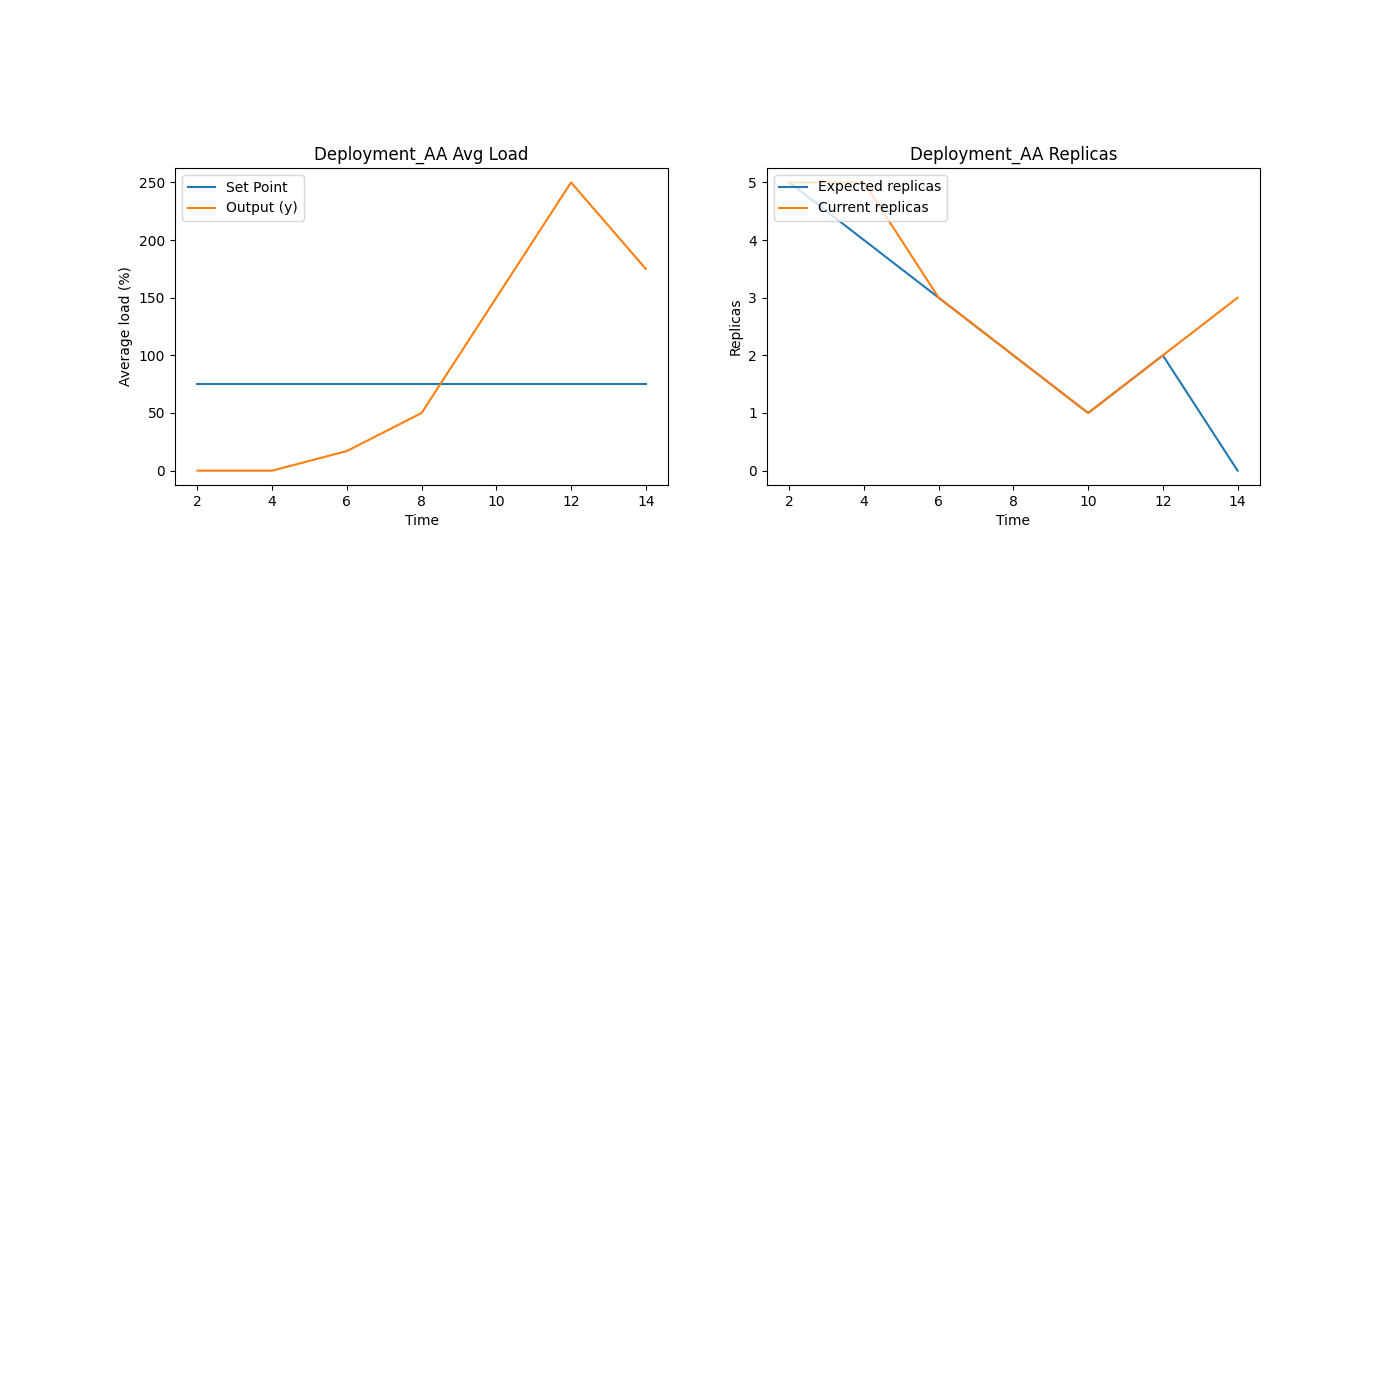 Deployment_AA Avg Load
Set Point
Output (y)
Average load (%)
250
200
150
100
50
0
2 4 6 8 10 12 14
Time
Deployment_AA Replicas
Expected replicas
Current replicas
Replicas
5
4
3
2
1
0
2 4 6 8 10 12 14
Time